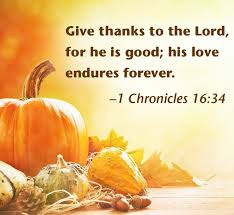 Give thanks to the Lord,
for he is good; his love
endures forever.
–1 Chronicles 16:34